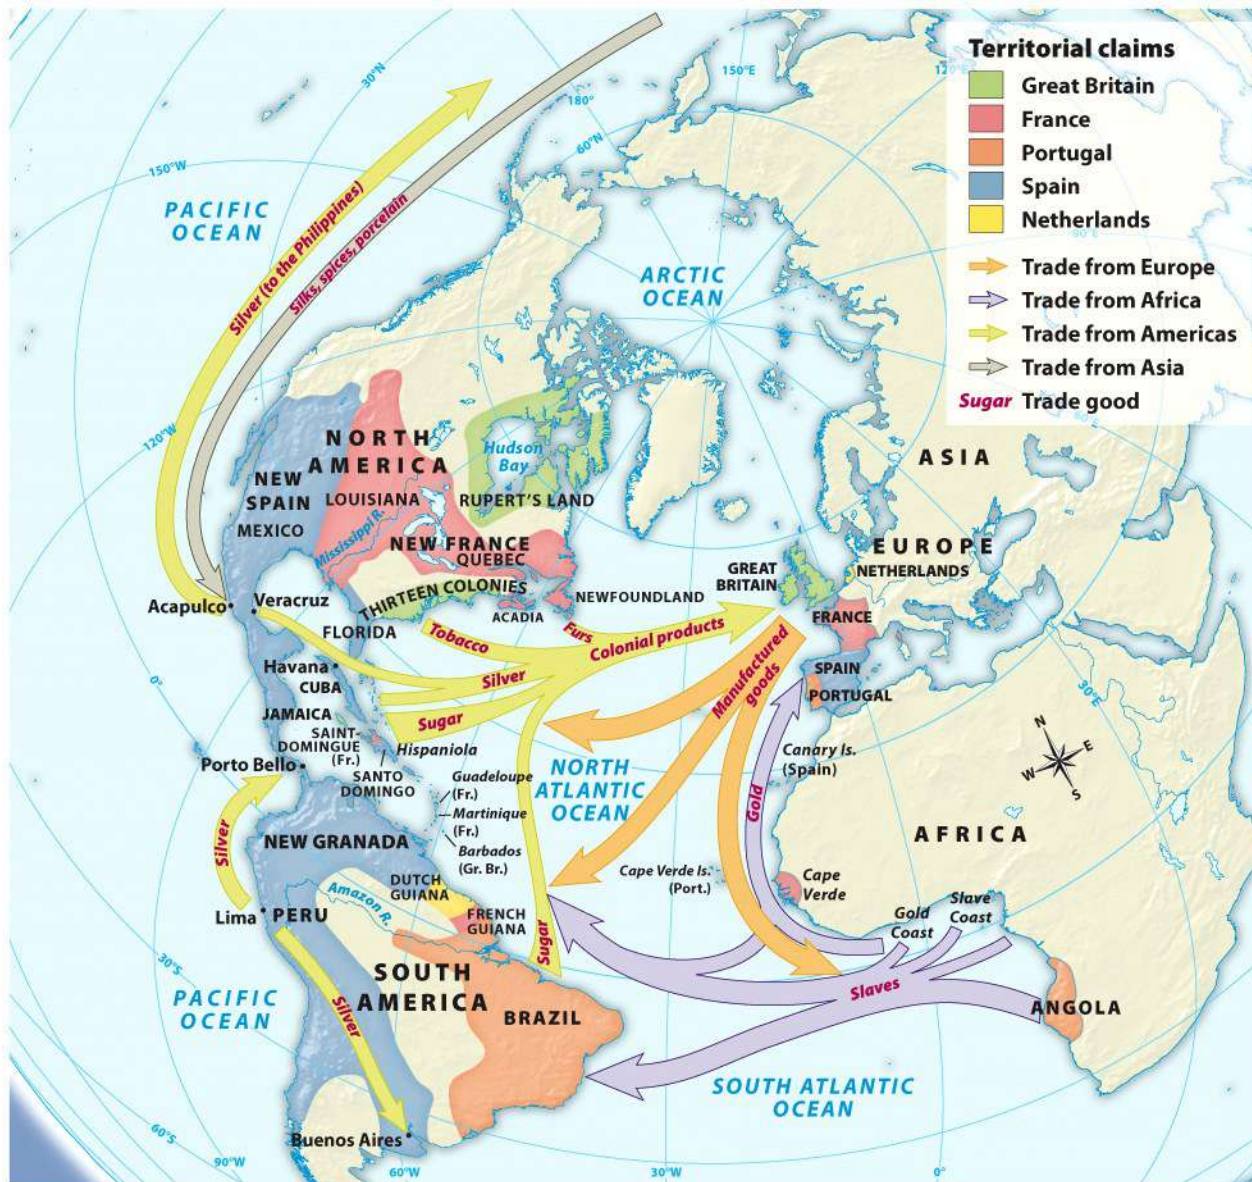 Territorial claims
Great Britain
France
Portugal
Spain
Netherlands
Trade from Europe
Trade from Africa
Trade from Americas
Trade from Asia
Sugar Trade good
150°E
120°E
180°
30°N
60°N
150°W
90°E
60°E
PACIFIC
OCEAN
Silver (to the Philippines)
Silks, spices, porcelain
ARCTIC
OCEAN
120°W
NORTH
AMERICA
Hudson
Bay
ASIA
NEW
SPAIN
LOUISIANA
RUPERT'S LAND
MEXICO
Mississippi R.
NEW FRANCE
QUEBEC
EUROPE
GREAT
BRITAIN
NETHERLANDS
THIRTEEN COLONIES
NEWFOUNDLAND
ACADIA
FRANCE
Acapulco
Veracruz
FLORIDA
Tobacco
Furs
Colonial products
Manufactured
goods
Havana
CUBA
Silver
SPAIN
PORTUGAL
0°
30°E
JAMAICA
Sugar
SAINT-
DOMINGUE
(Fr.)
Hispaniola
Canary Is.
(Spain)
N
E
W
S
Porto Bello
SANTO
DOMINGO
Guadeloupe
(Fr.)
NORTH
ATLANTIC
OCEAN
Gold
Martinique
(Fr.)
Barbados
(Gr. Br.)
AFRICA
Silver
NEW GRANADA
Cape Verde Is.
(Port.)
Cape
Verde
DUTCH
GUIANA
Amazon R.
Lima
PERU
FRENCH
GUIANA
Gold
Coast
Slave
Coast
Sugar
30°S
SOUTH
AMERICA
Slaves
PACIFIC
OCEAN
Silver
BRAZIL
ANGOLA
SOUTH ATLANTIC
OCEAN
60°S
Buenos Aires
90°W
60°W
30°W
0°